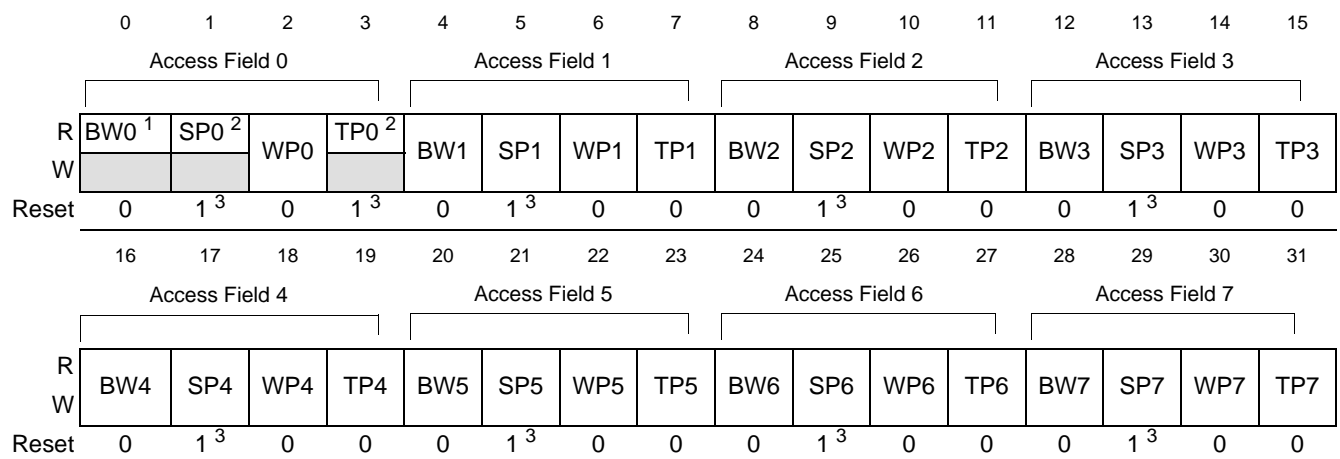 0 1 2 3 4 5 6 7 8 9 10 11 12 13 14 15
Access Field 0 Access Field 1 Access Field 2 Access Field 3
R BW0 1 SP0 2 WP0 TP0 2 BW1 SP1 WP1 TP1 BW2 SP2 WP2 TP2 BW3 SP3 WP3 TP3
W
Reset 0 1 3 0 1 3 0 1 3 0 0 0 1 3 0 0 0 1 3 0 0
16 17 18 19 20 21 22 23 24 25 26 27 28 29 30 31
Access Field 4 Access Field 5 Access Field 6 Access Field 7
R BW4 SP4 WP4 TP4 BW5 SP5 WP5 TP5 BW6 SP6 WP6 TP6 BW7 SP7 WP7 TP7
W
Reset 0 1 3 0 0 0 1 3 0 0 0 1 3 0 0 0 1 3 0 0